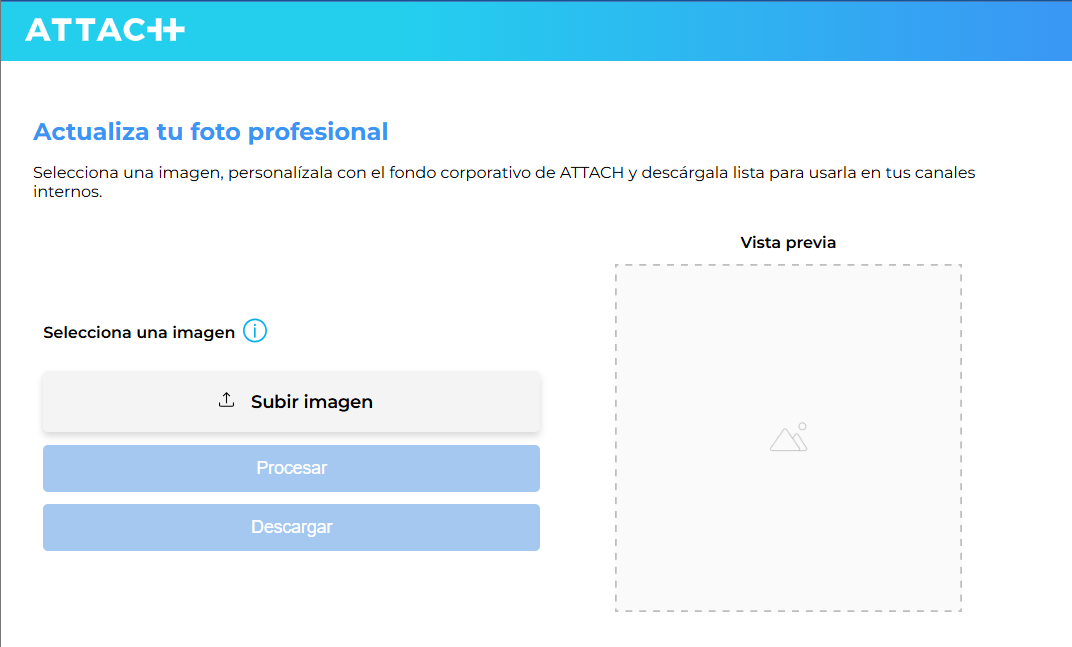 ATTACH
Actualiza tu foto profesional
Selecciona una imagen, personalízala con el fondo corporativo de ATTACH y descárgala lista para usarla en tus canales
internos.
Vista previa
Selecciona una imagen
Subir imagen
Procesar
Descargar